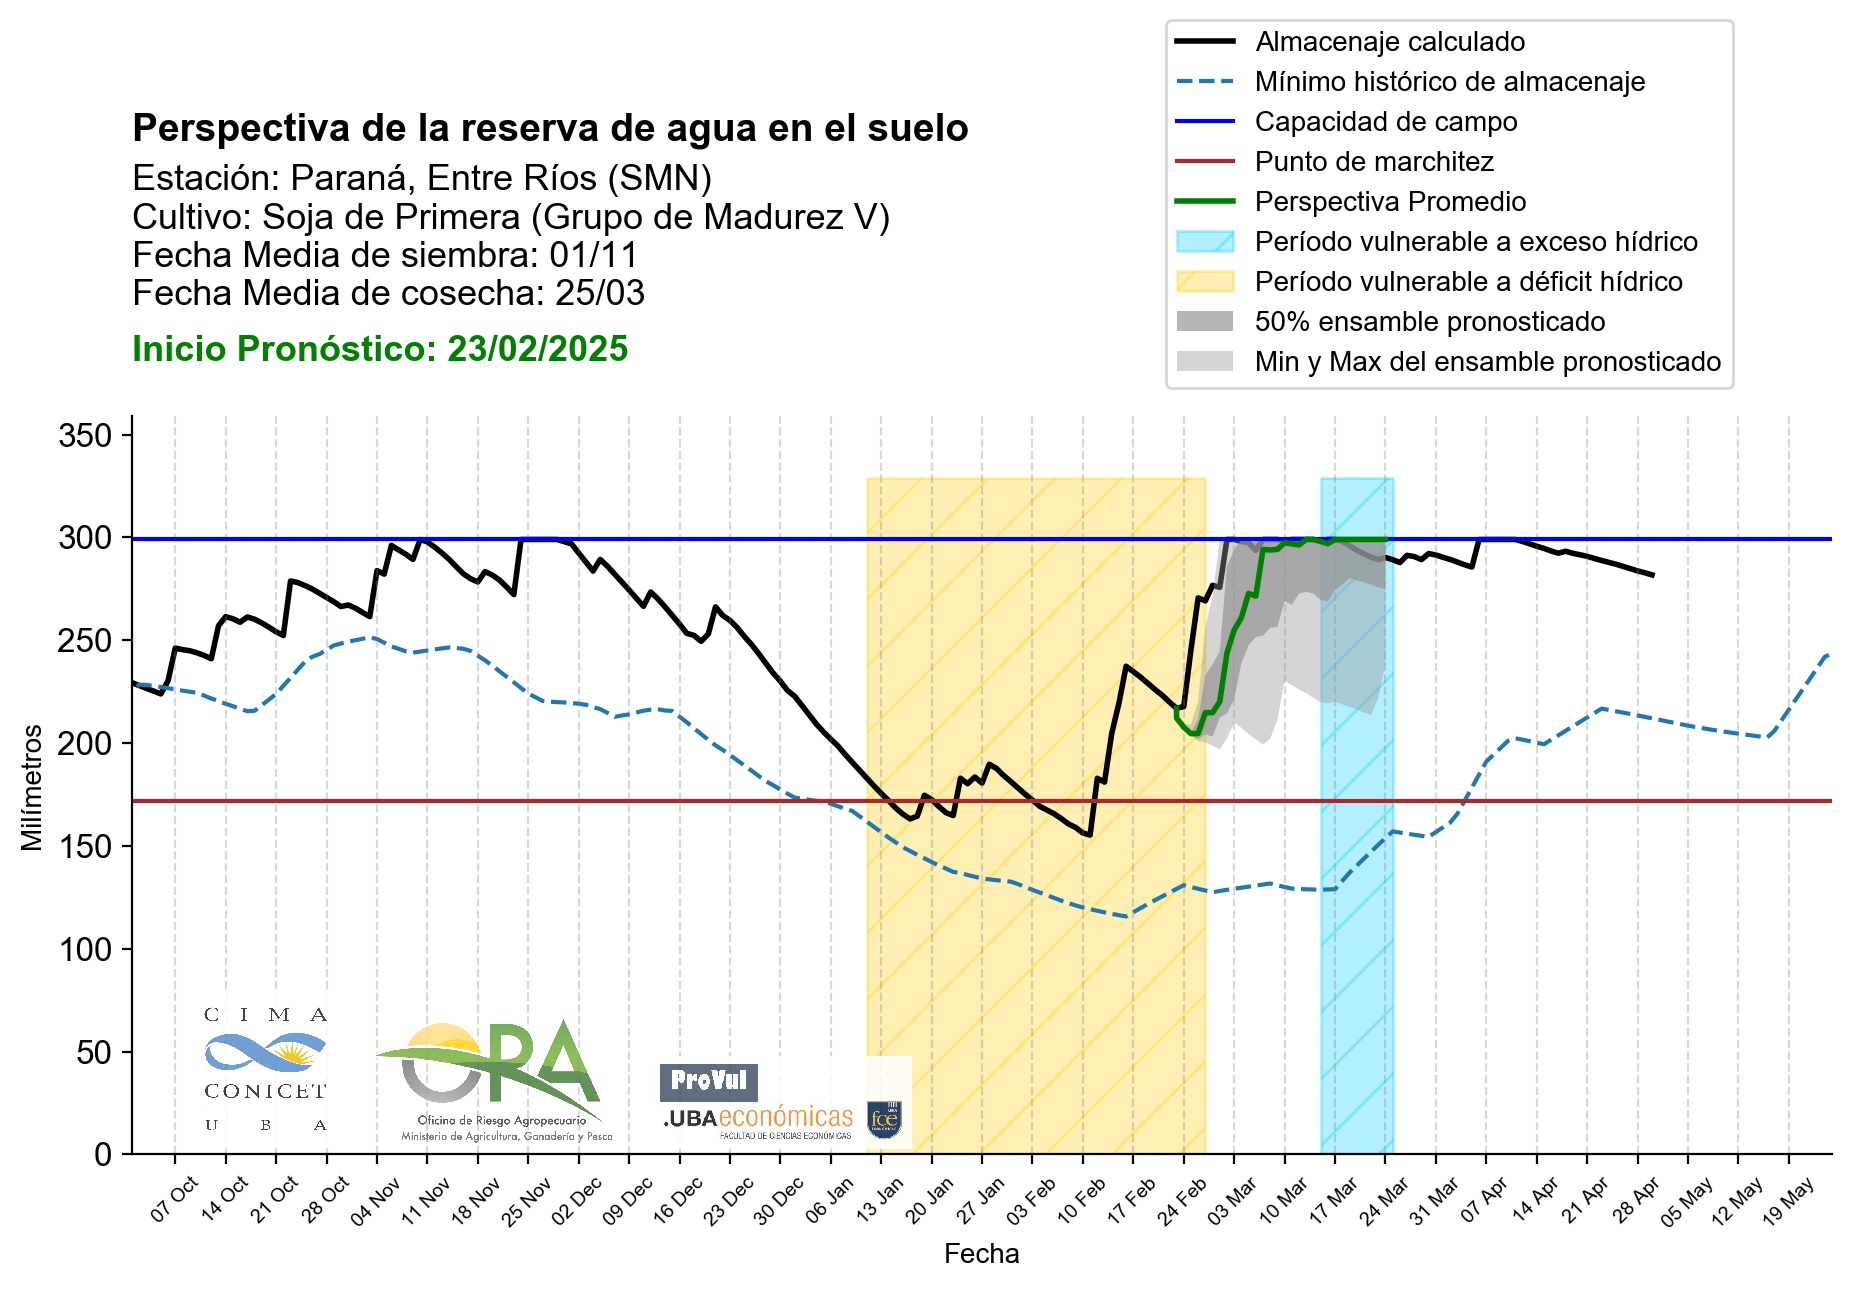 Almacenaje calculado
Mínimo histórico de almacenaje
Capacidad de campo
Punto de marchitez
Perspectiva Promedio
Período vulnerable a exceso hídrico
Período vulnerable a déficit hídrico
50% ensamble pronosticado
Min y Max del ensamble pronosticado
Perspectiva de la reserva de agua en el suelo
Estación: Paraná, Entre Ríos (SMN)
Cultivo: Soja de Primera (Grupo de Madurez V)
Fecha Media de siembra: 01/11
Fecha Media de cosecha: 25/03
Inicio Pronóstico: 23/02/2025
Milímetros
350
300
250
200
150
100
50
0
CIMA
CONICET
UBA
OPA
Oficina de Riesgo Agropecuario
Ministerio de Agricultura, Ganadería y Pesca
ProVul
.UBAeconómicas
FACULTAD DE CIENCIAS ECONÓMICAS
UBA
fce
07 Oct
14 Oct
21 Oct
28 Oct
04 Nov
11 Nov
18 Nov
25 Nov
02 Dec
09 Dec
16 Dec
23 Dec
30 Dec
06 Jan
13 Jan
20 Jan
27 Jan
03 Feb
10 Feb
17 Feb
24 Feb
03 Mar
10 Mar
17 Mar
24 Mar
31 Mar
07 Apr
14 Apr
21 Apr
28 Apr
05 May
12 May
19 May
Fecha